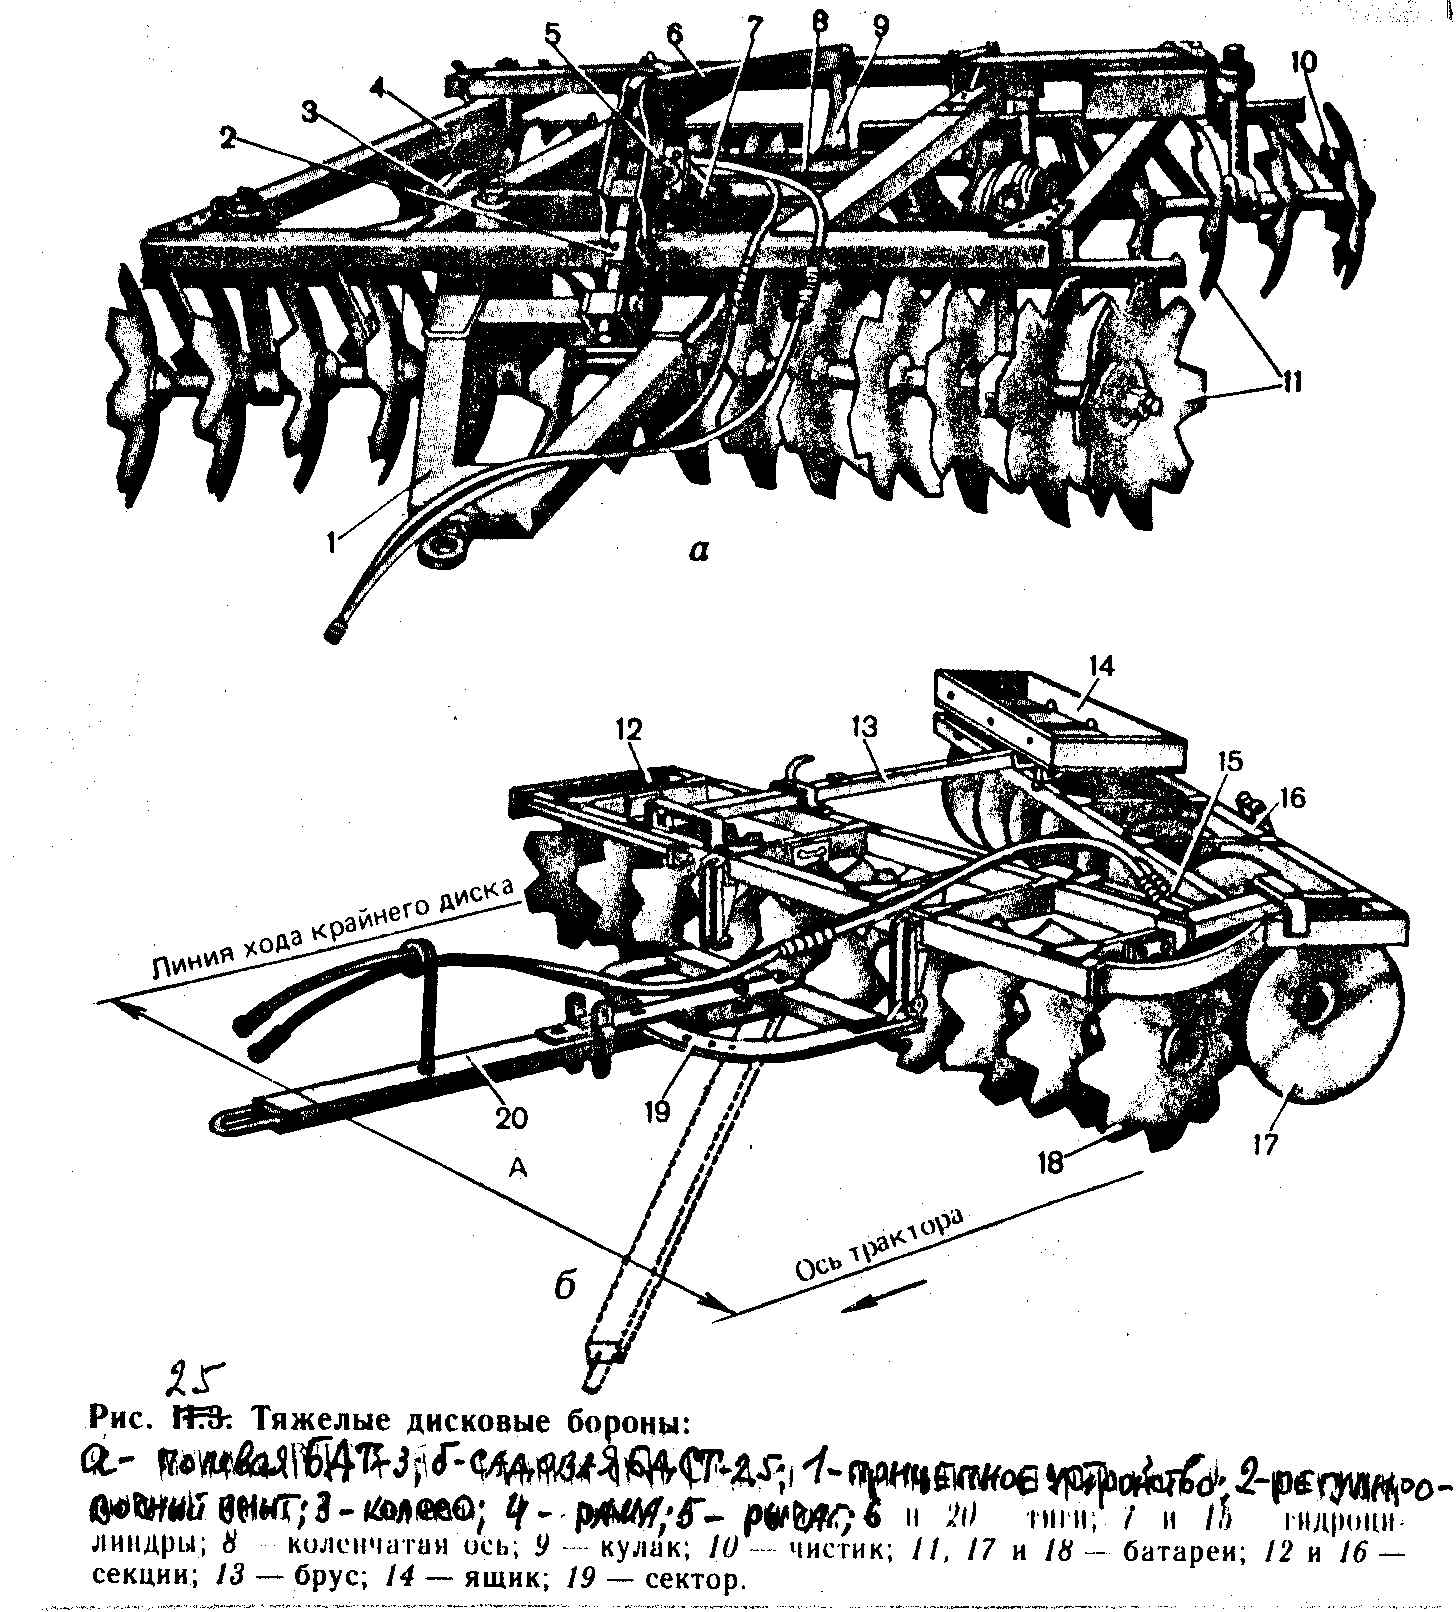 5
6
7
8
9
10
4
3
2
11
1
а
14
12
13
15
16
Линия хода крайнего диска
20
19
18
17
А
Ось трактора
б
25
Рис. 11.3. Тяжелые дисковые бороны:
а- полевая БДТ-3; б-садовая БДСТ-2,5; 1-прицепное устройство; 2-регулиро-
вочный винт; 3-колесо; 4- рама; 5- рычаг; 6 и 20 тяги; 7 и 15 гидроци-
линдры; 8 коленчатая ось; 9 — кулак; 10 — чистик; 11, 17 и 18 — батареи; 12 и 16 —
секции; 13 — брус; 14 — ящик; 19 — сектор.